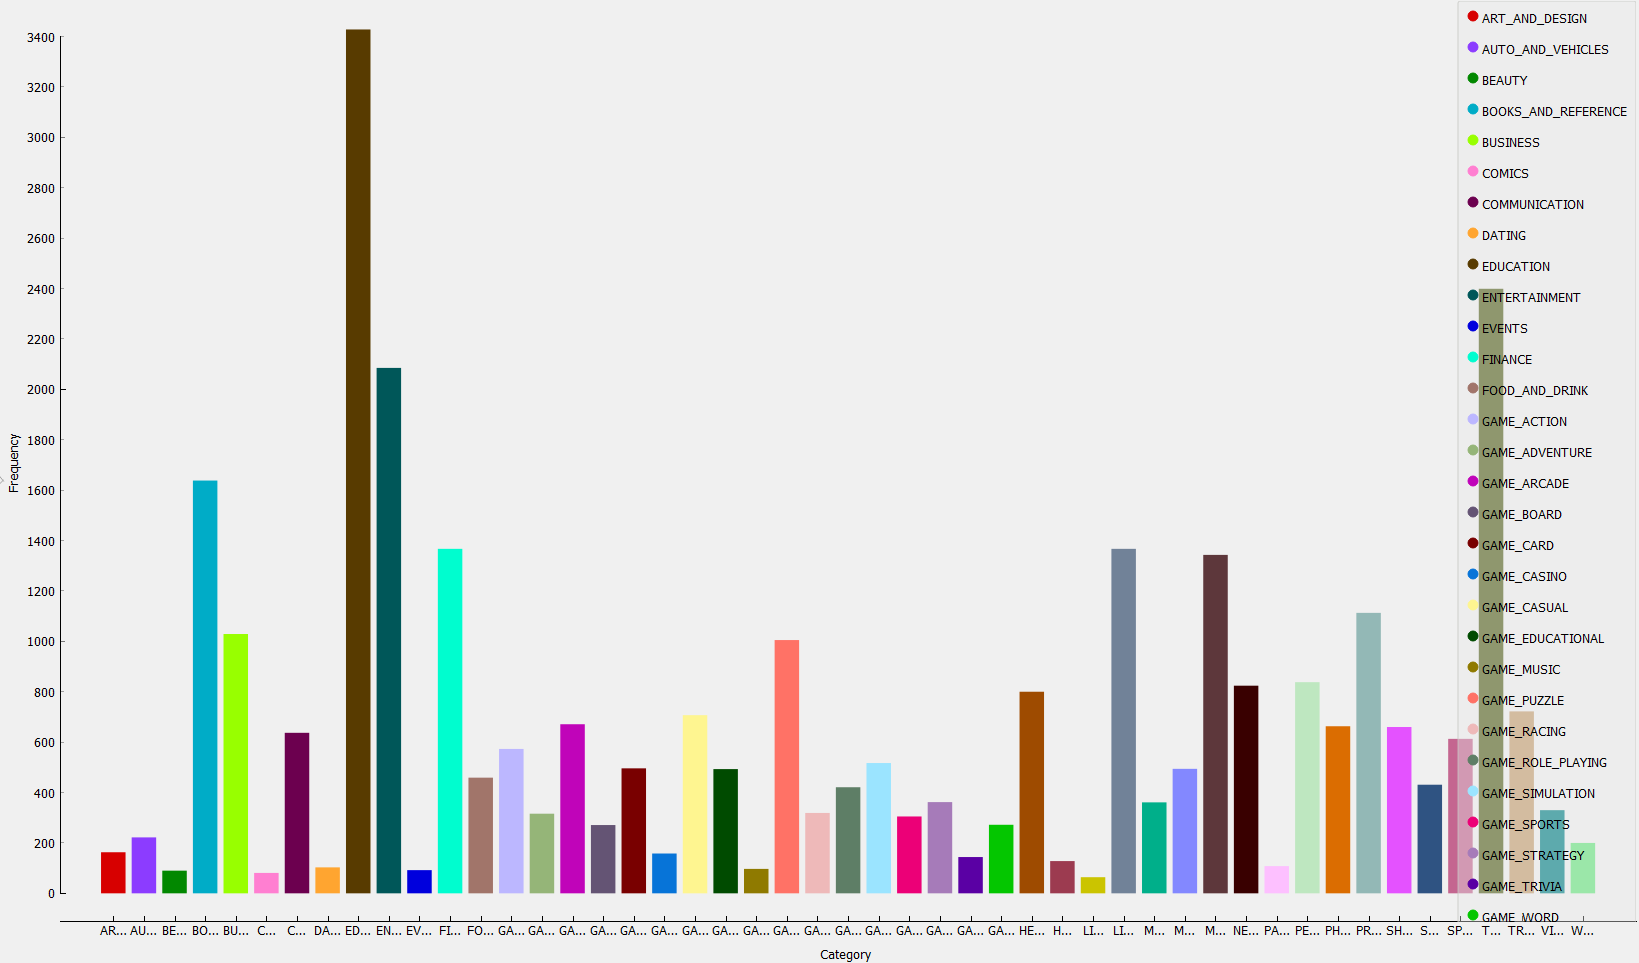 3400
3200
3000
2800
2600
2400
2200
2000
1800
1600
1400
1200
1000
800
600
400
200
0
Frequency
AR... AU... BE... BO... BU... C... C... DA... ED... EN... EV... FI... FO... GA... GA... GA... GA... GA... GA... GA... GA... GA... GA... GA... GA... GA... GA... GA... GA... GA... HE... H... LI... LI... M... M... M... NE... PA... PE... PH... PR... SH... S... SP... T... TR... VI... W...
Category
ART_AND_DESIGN
AUTO_AND_VEHICLES
BEAUTY
BOOKS_AND_REFERENCE
BUSINESS
COMICS
COMMUNICATION
DATING
EDUCATION
ENTERTAINMENT
EVENTS
FINANCE
FOOD_AND_DRINK
GAME_ACTION
GAME_ADVENTURE
GAME_ARCADE
GAME_BOARD
GAME_CARD
GAME_CASINO
GAME_CASUAL
GAME_EDUCATIONAL
GAME_MUSIC
GAME_PUZZLE
GAME_RACING
GAME_ROLE_PLAYING
GAME_SIMULATION
GAME_SPORTS
GAME_STRATEGY
GAME_TRIVIA
GAME_WORD